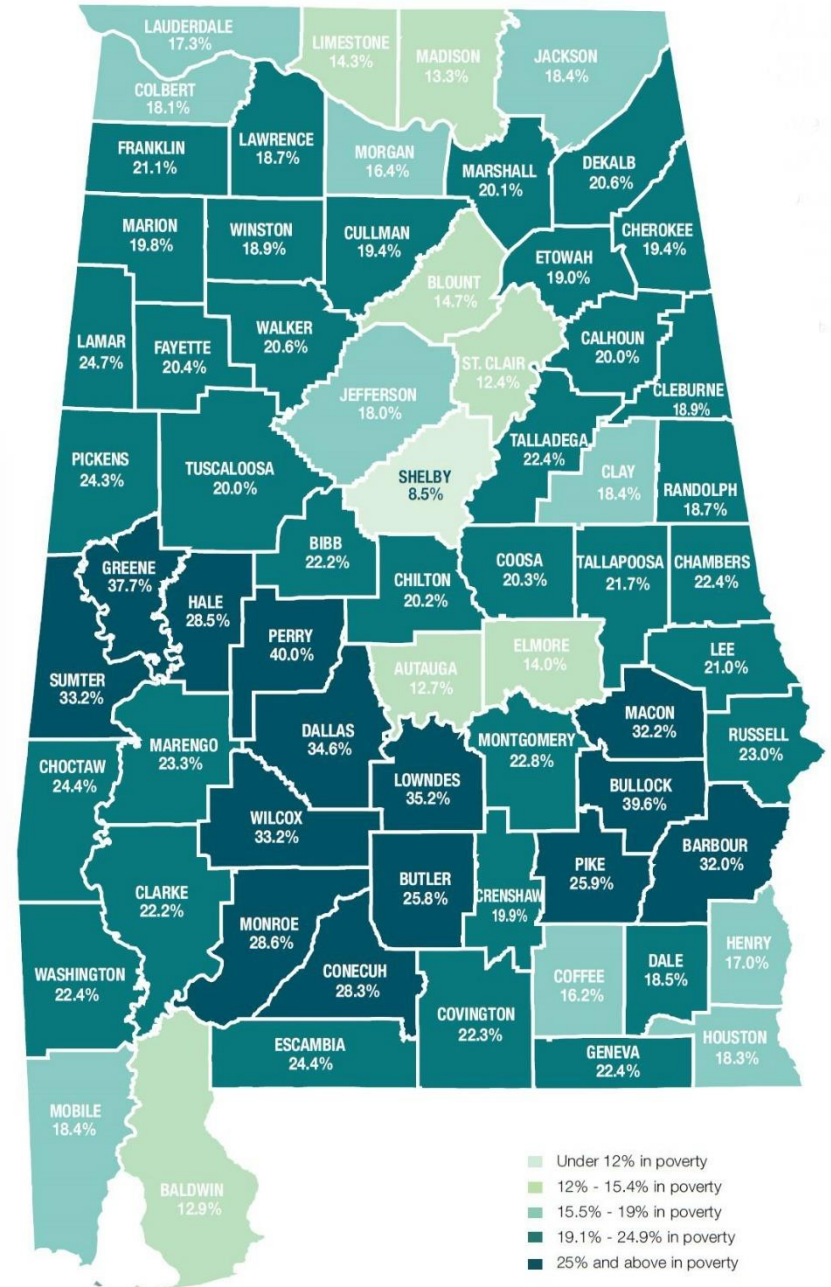 LAUDERDALE
17.3%
LIMESTONE
14.3%
MADISON
13.3%
JACKSON
18.4%
COLBERT
18.1%
FRANKLIN
21.1%
LAWRENCE
18.7%
MORGAN
16.4%
MARSHALL
20.1%
DEKALB
20.6%
MARION
19.8%
WINSTON
18.9%
CULLMAN
19.4%
CHEROKEE
19.4%
ETOWAH
19.0%
BLOUNT
14.7%
LAMAR
24.7%
FAYETTE
20.4%
WALKER
20.6%
CALHOUN
20.0%
ST. CLAIR
12.4%
JEFFERSON
18.0%
CLEBURNE
18.9%
PICKENS
24.3%
TUSCALOOSA
20.0%
SHELBY
8.5%
TALLADEGA
22.4%
CLAY
18.4%
RANDOLPH
18.7%
BIBB
22.2%
GREENE
37.7%
HALE
28.5%
CHILTON
20.2%
COOSA
20.3%
TALLAPOOSA
21.7%
CHAMBERS
22.4%
PERRY
40.0%
SUMTER
33.2%
AUTAUGA
12.7%
ELMORE
14.0%
LEE
21.0%
MARENGO
23.3%
DALLAS
34.6%
MACON
32.2%
RUSSELL
23.0%
MONTGOMERY
22.8%
CHOCTAW
24.4%
LOWNDES
35.2%
BULLOCK
39.6%
WILCOX
33.2%
BARBOUR
32.0%
PIKE
25.9%
BUTLER
25.8%
CLARKE
22.2%
CRENSHAW
19.9%
MONROE
28.6%
HENRY
17.0%
WASHINGTON
22.4%
CONECUH
28.3%
COFFEE
16.2%
DALE
18.5%
COVINGTON
22.3%
ESCAMBIA
24.4%
HOUSTON
18.3%
GENEVA
22.4%
MOBILE
18.4%
BALDWIN
12.9%
Under 12% in poverty
12% - 15.4% in poverty
15.5% - 19% in poverty
19.1% - 24.9% in poverty
25% and above in poverty